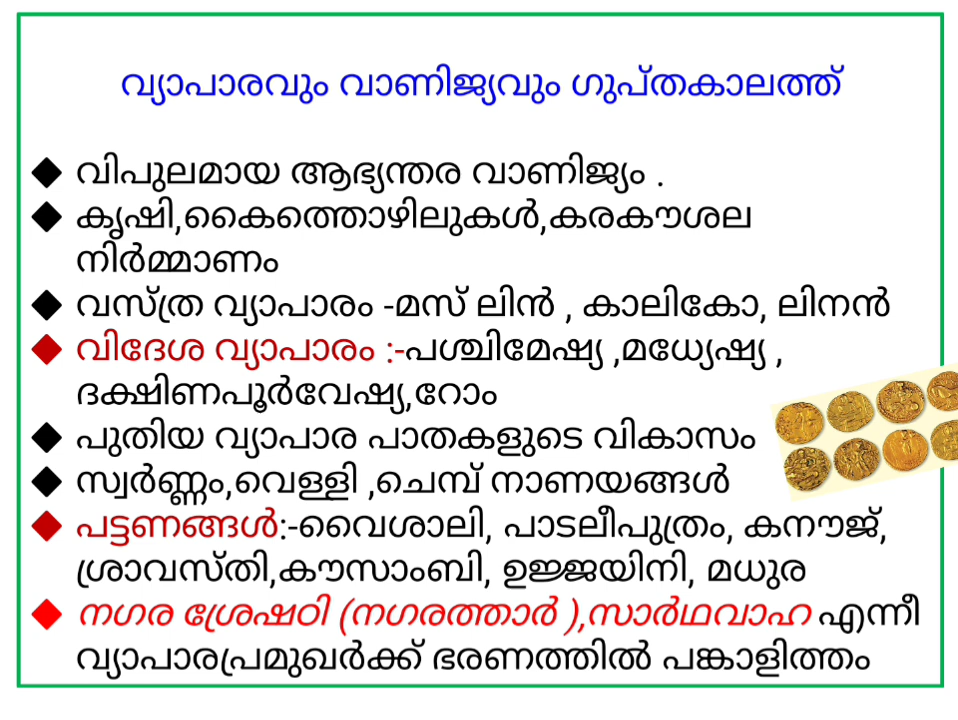 വ്യാപാരവും വാണിജ്യവും ഗുപ്തകാലത്ത്
◆ വിപുലമായ ആഭ്യന്തര വാണിജ്യം .
◆ കൃഷി,കൈത്തൊഴിലുകൾ,കരകൗശല
നിർമ്മാണം
◆ വസ്ത്ര വ്യാപാരം -മസ് ലിൻ , കാലികോ, ലിനൻ
◆ വിദേശ വ്യാപാരം :-പശ്ചിമേഷ്യ ,മധ്യേഷ്യ ,
ദക്ഷിണപൂർവേഷ്യ,റോം
◆ പുതിയ വ്യാപാര പാതകളുടെ വികാസം
◆ സ്വർണ്ണം,വെള്ളി ,ചെമ്പ് നാണയങ്ങൾ
◆ പട്ടണങ്ങൾ:-വൈശാലി, പാടലീപുത്രം, കനൗജ്,
ശ്രാവസ്തി,കൗസാംബി, ഉജ്ജയിനി, മധുര
◆ നഗര ശ്രേഷഠി (നഗരത്താർ ),സാർഥവാഹ എന്നീ
വ്യാപാരപ്രമുഖർക്ക് ഭരണത്തിൽ പങ്കാളിത്തം